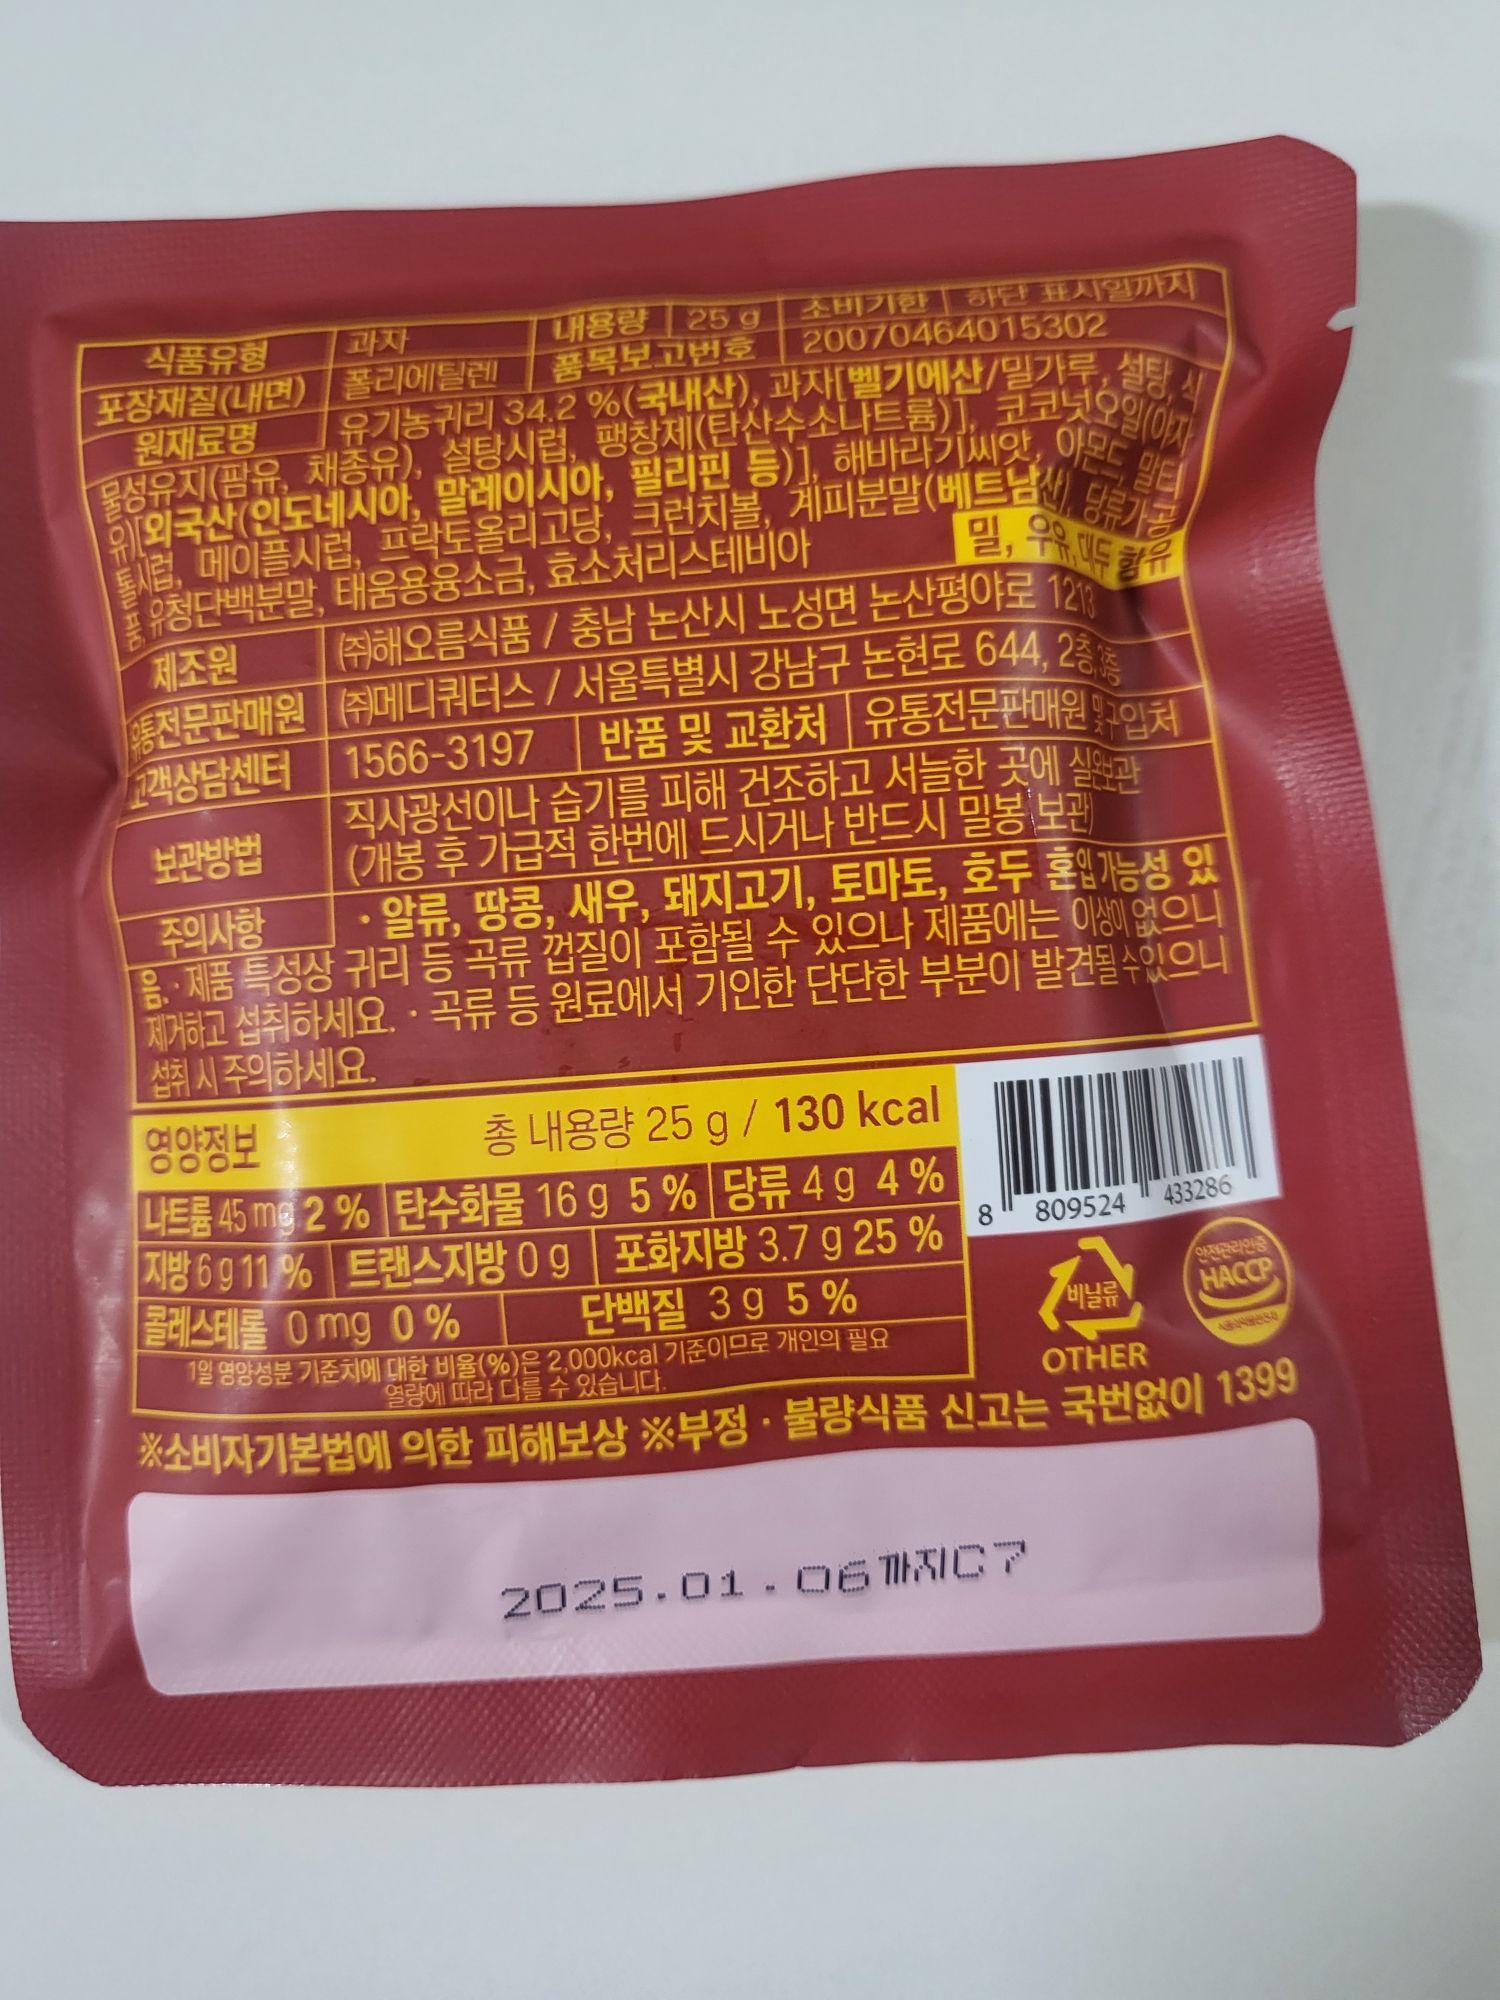 식품유형 과자 내용량 25 g 소비기한 하단 표시일까지
포장재질(내면) 폴리에틸렌 품목보고번호 20070464015302
원재료명 유기농귀리 34.2 %(국내산), 과자[벨기에산/밀가루, 설탕, 식
물성유지(팜유, 채종유), 설탕시럽, 팽창제(탄산수소나트륨)], 코코넛오일(야자
유)[외국산(인도네시아, 말레이시아, 필리핀 등)], 해바라기씨앗, 아몬드, 말티
톨시럽, 메이플시럽, 프락토올리고당, 크런치볼, 계피분말(베트남산), 당류가공
품, 유청단백분말, 태움용융소금, 효소처리스테비아 밀, 우유, 대두 함유
제조원 (주)해오름식품 / 충남 논산시 노성면 논산평야로 1213
유통전문판매원 (주)메디쿼터스 / 서울특별시 강남구 논현로 644, 2층,3층
고객상담센터 1566-3197 반품 및 교환처 유통전문판매원 및 구입처
보관방법 직사광선이나 습기를 피해 건조하고 서늘한 곳에 실온보관
(개봉 후 가급적 한번에 드시거나 반드시 밀봉 보관)
주의사항 · 알류, 땅콩, 새우, 돼지고기, 토마토, 호두 혼입 가능성 있
음. · 제품 특성상 귀리 등 곡류 껍질이 포함될 수 있으나 제품에는 이상이 없으니
제거하고 섭취하세요. · 곡류 등 원료에서 기인한 단단한 부분이 발견될 수 있으니
섭취 시 주의하세요.
영양정보 총 내용량 25 g / 130 kcal
나트륨 45 mg 2 % 탄수화물 16 g 5 % 당류 4 g 4 %
지방 6 g 11 % 트랜스지방 0 g 포화지방 3.7 g 25 %
콜레스테롤 0 mg 0 % 단백질 3 g 5 %
1일 영양성분 기준치에 대한 비율(%)은 2,000kcal 기준이므로 개인의 필요
열량에 따라 다를 수 있습니다.
8 809524 433286
비닐류
OTHER
안전관리인증
HACCP
※소비자기본법에 의한 피해보상 ※부정 · 불량식품 신고는 국번없이 1399
2025.01.06까지C7